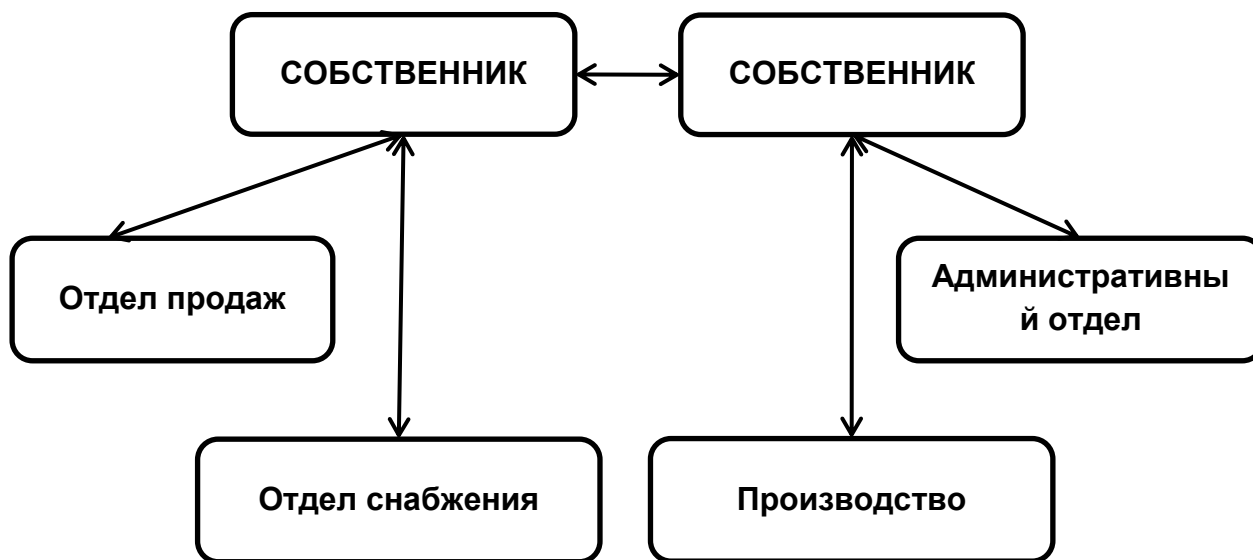 СОБСТВЕННИК
СОБСТВЕННИК
Отдел продаж
Административны
й отдел
Отдел снабжения
Производство